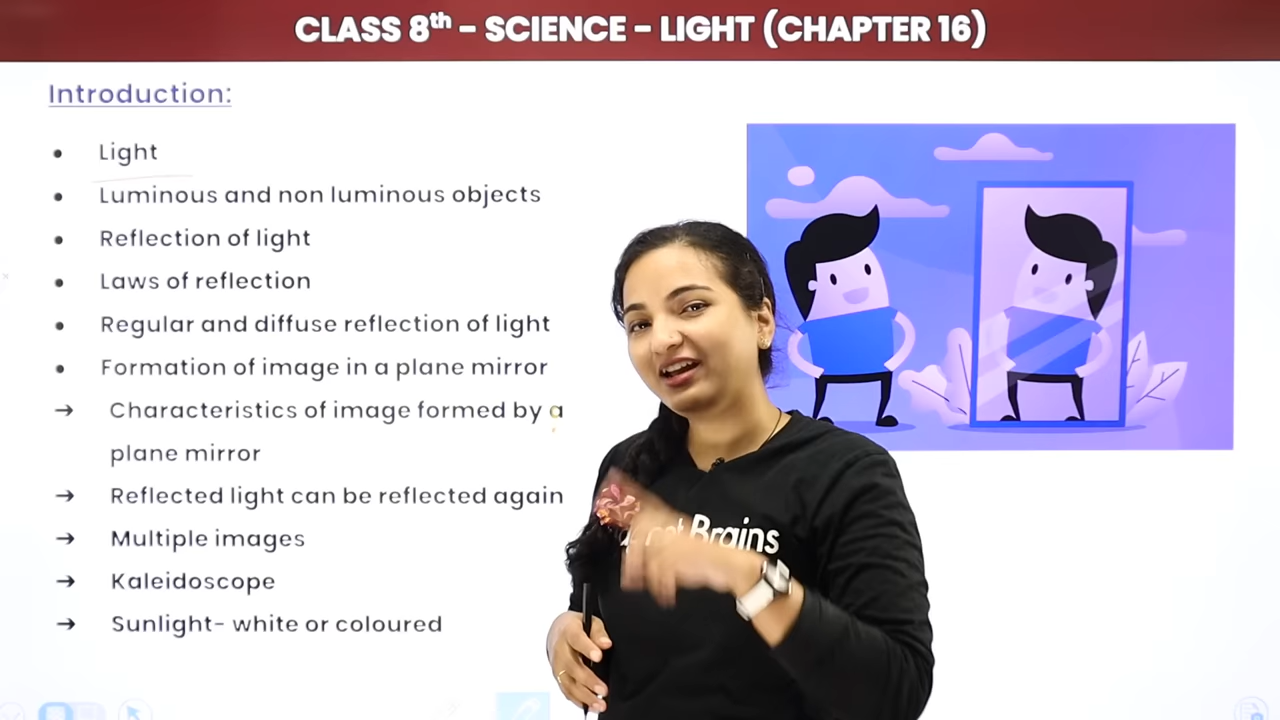 CLASS 8th - SCIENCE - LIGHT (CHAPTER 16)
Introduction:
• Light
• Luminous and non luminous objects
• Reflection of light
• Laws of reflection
• Regular and diffuse reflection of light
• Formation of image in a plane mirror
→ Characteristics of image formed by a
plane mirror
→ Reflected light can be reflected again
→ Multiple images
→ Kaleidoscope
→ Sunlight- white or coloured
Brains